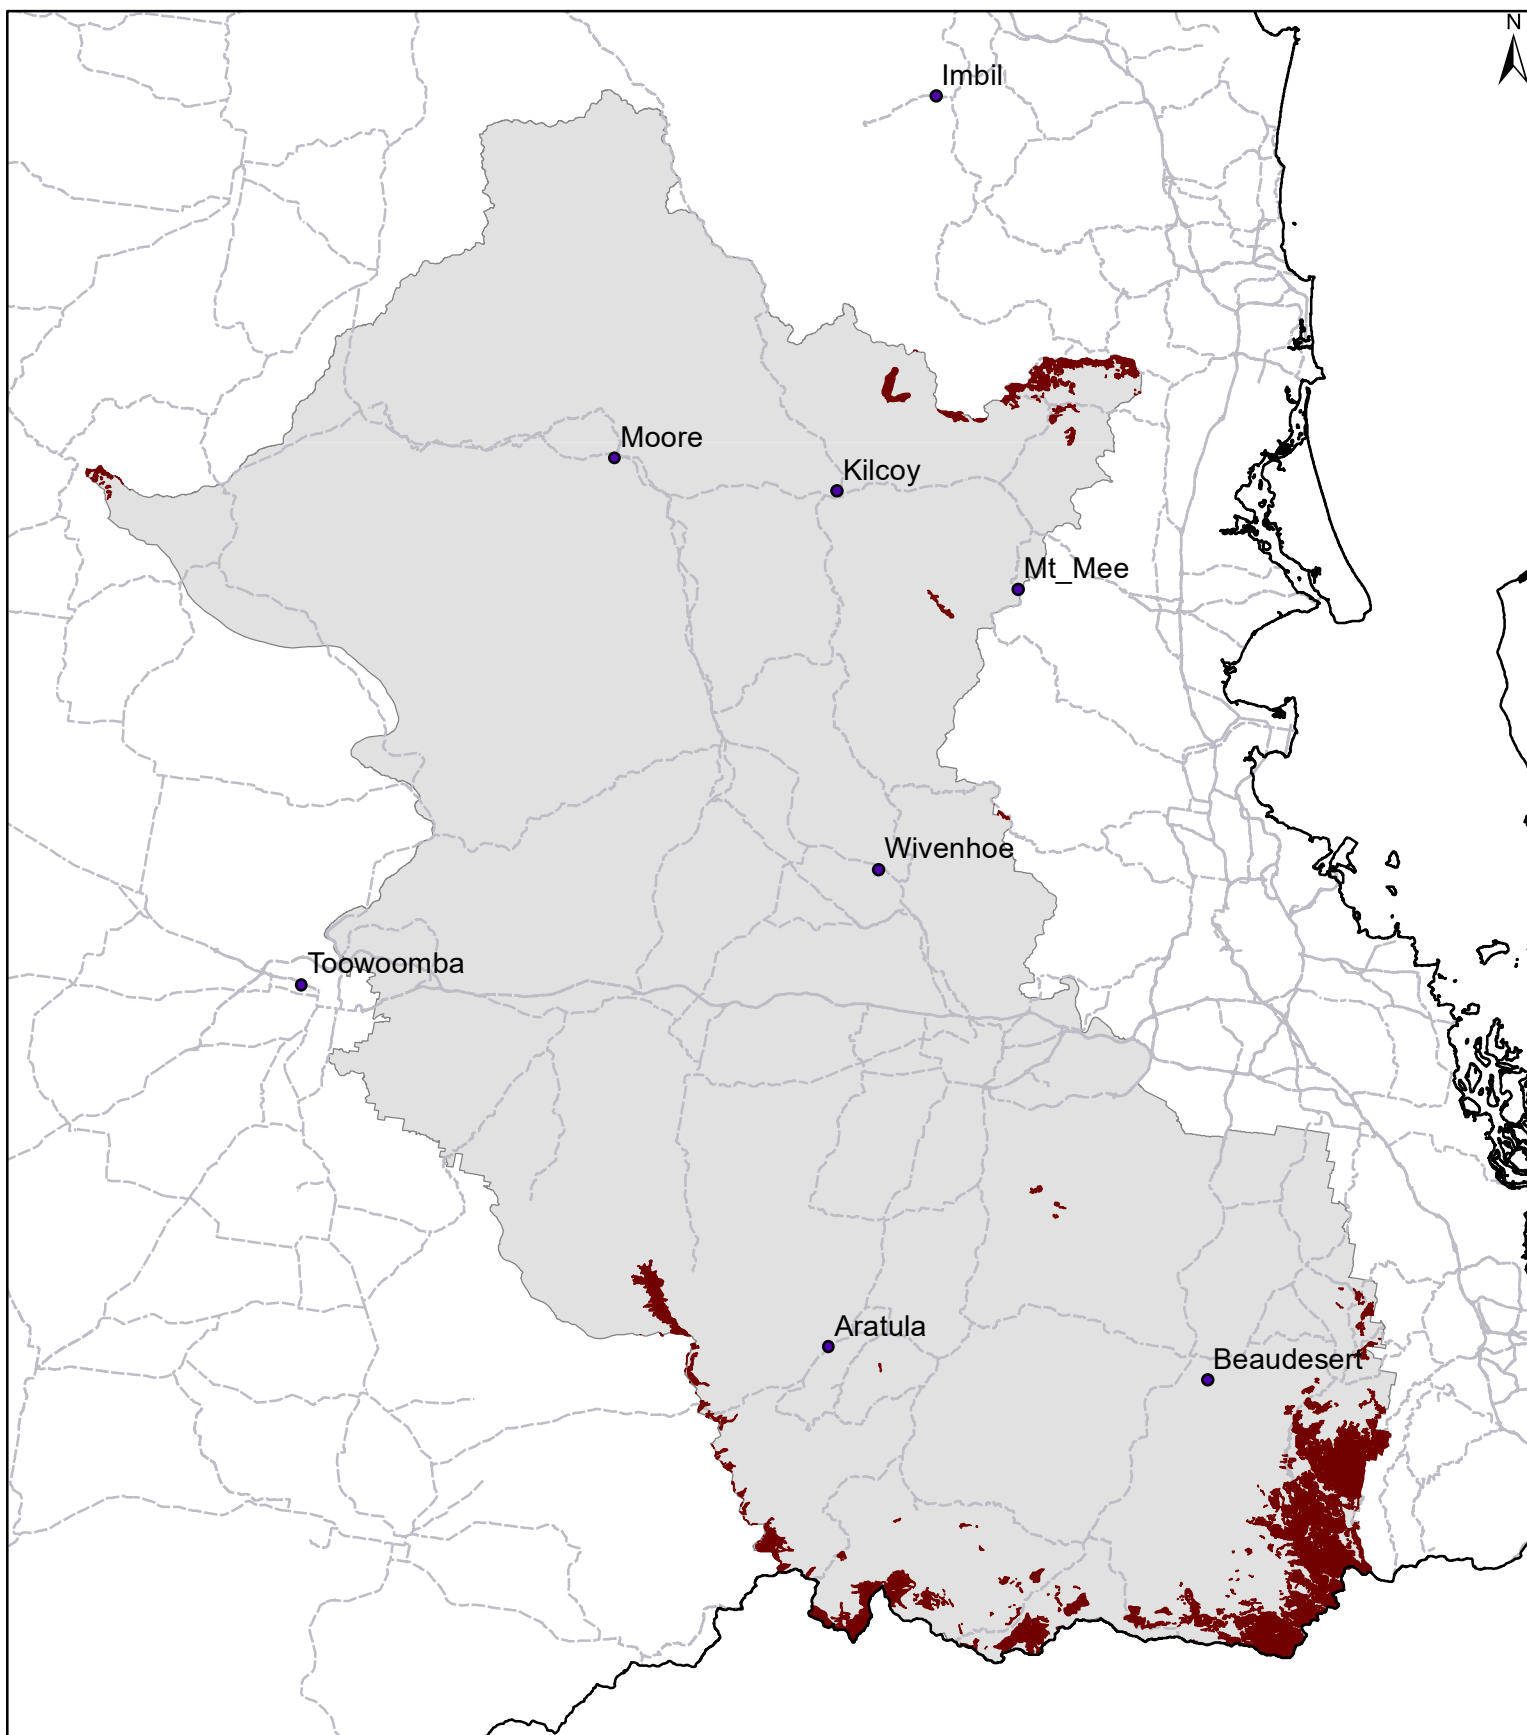 N
Imbil
Moore
Kilcoy
Mt_Mee
Wivenhoe
Toowoomba
Aratula
Beaudesert